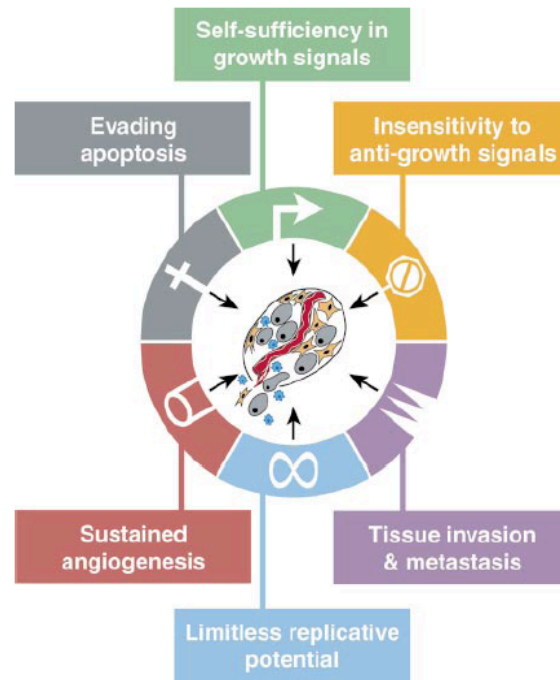 Self-sufficiency in
growth signals
Evading
apoptosis
Insensitivity to
anti-growth signals
Sustained
angiogenesis
Tissue invasion
& metastasis
Limitless replicative
potential